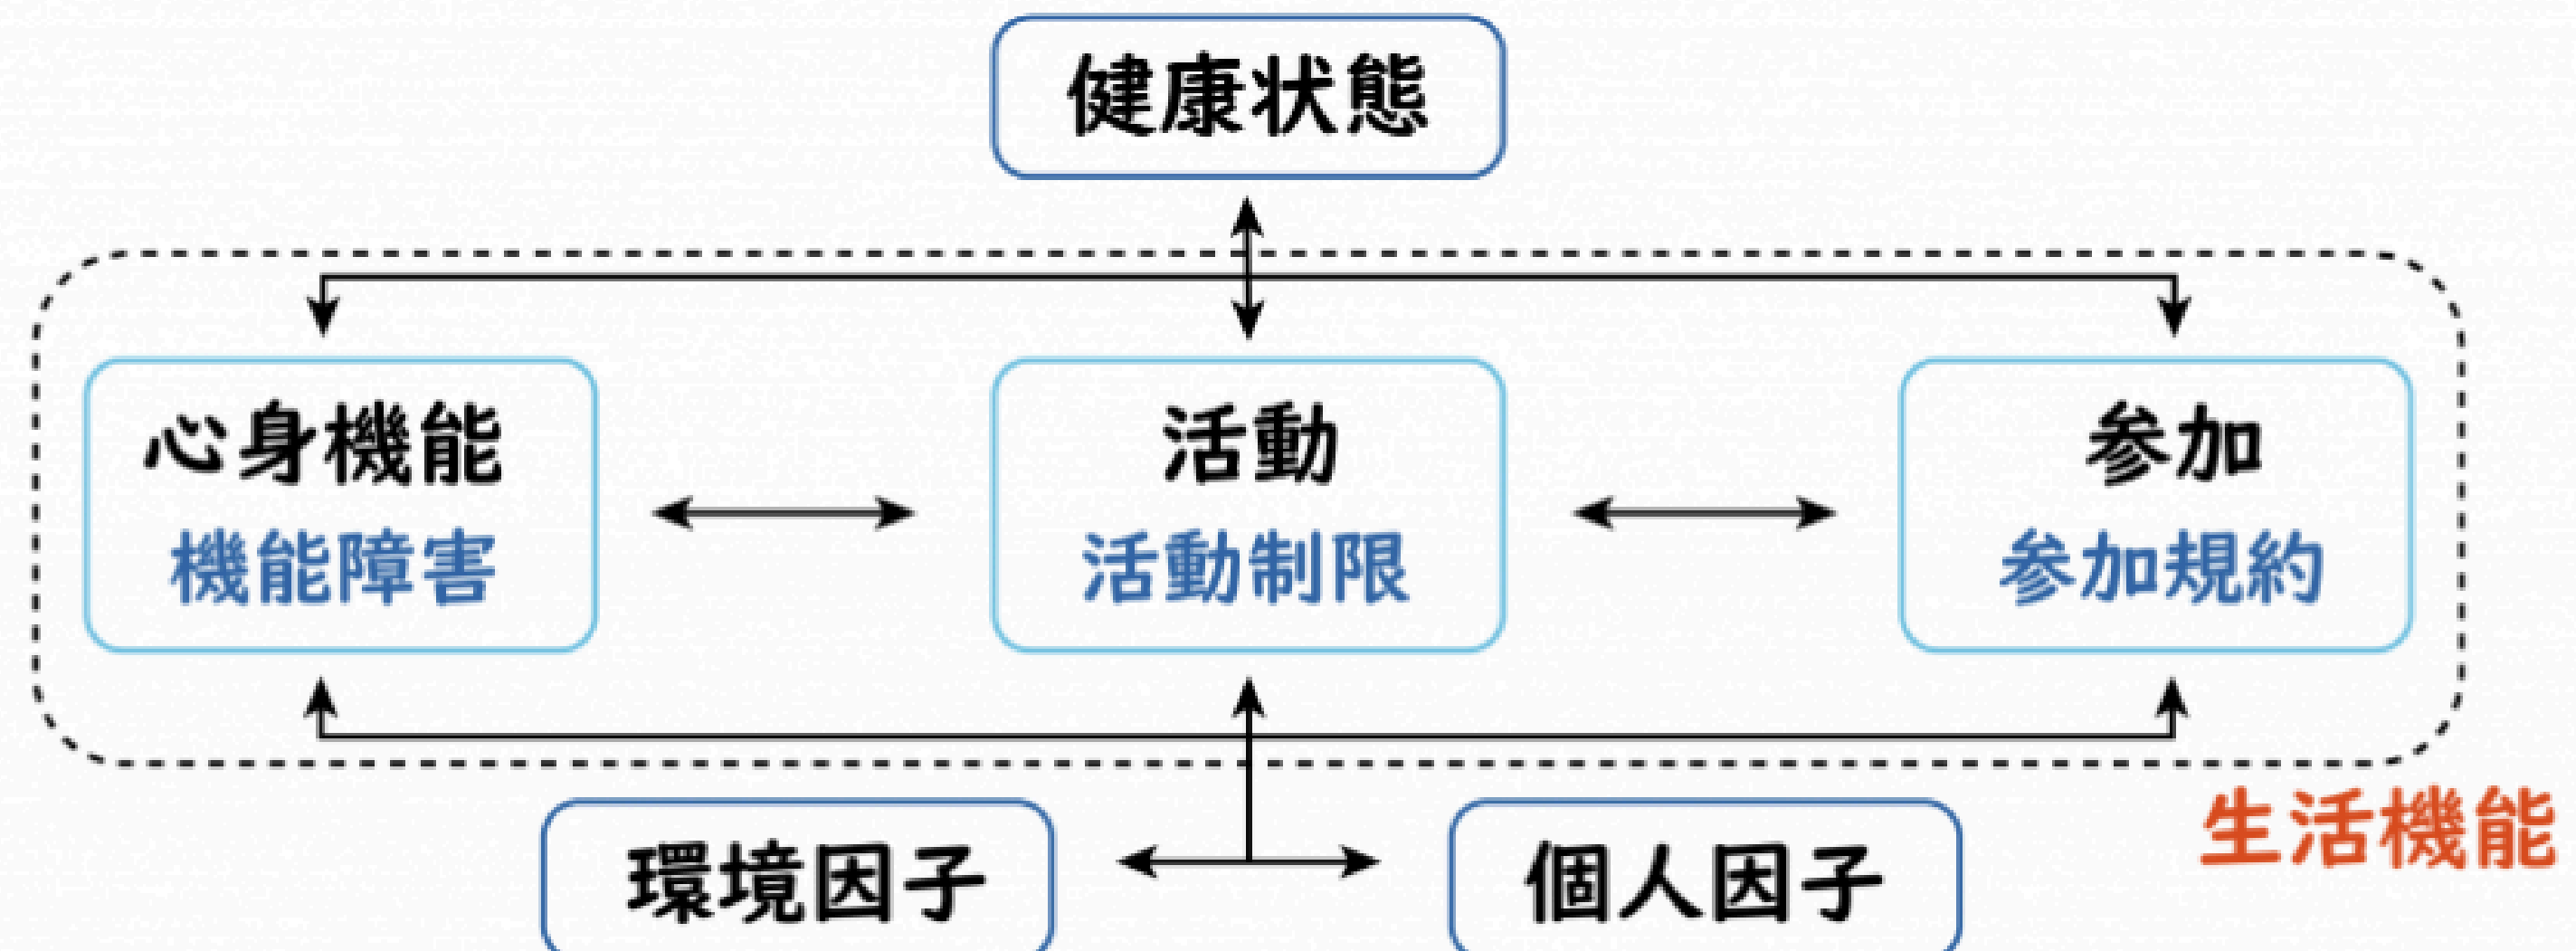 健康状態
心身機能
機能障害
活動
活動制限
参加
参加規約
環境因子
個人因子
生活機能